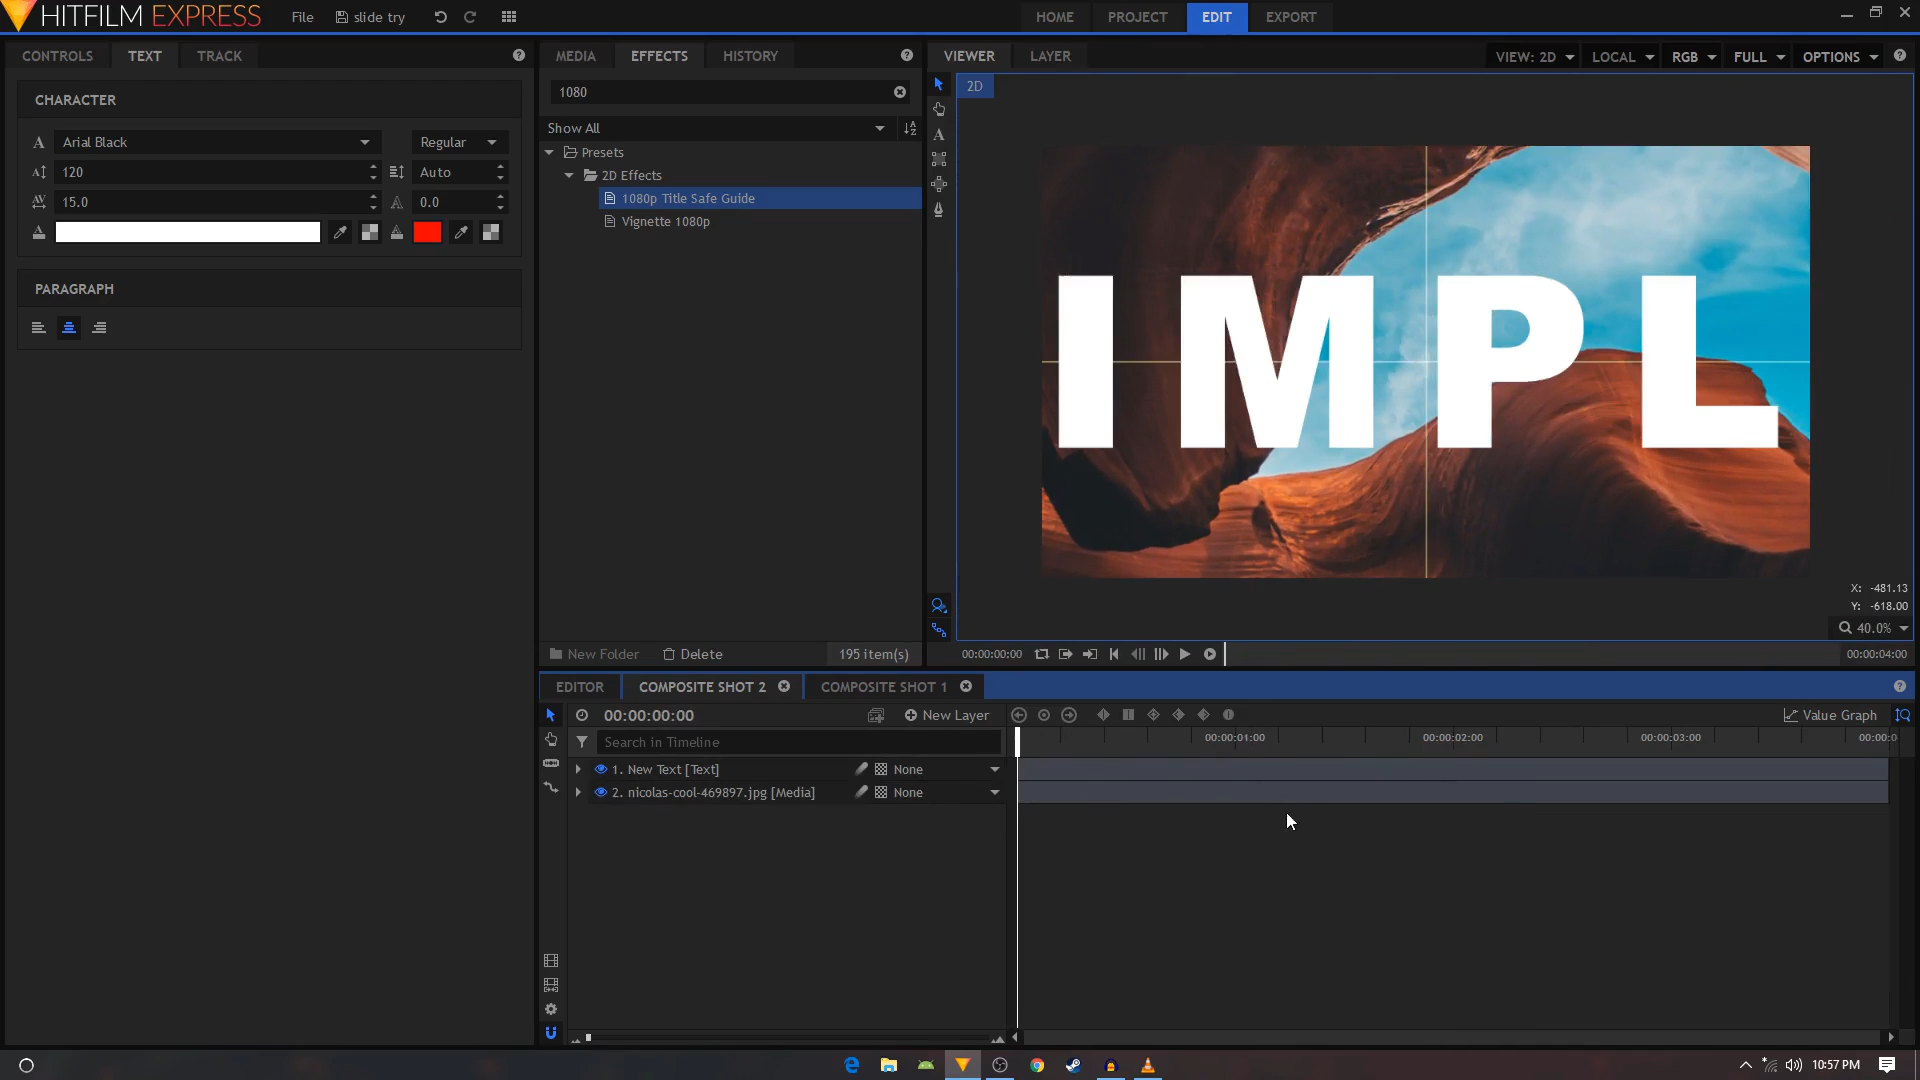 HITFILM EXPRESS
File
slide try
HOME
PROJECT
EDIT
EXPORT
CONTROLS
TEXT
TRACK
MEDIA
EFFECTS
HISTORY
VIEWER
LAYER
VIEW: 2D
LOCAL
RGB
FULL
OPTIONS
CHARACTER
Arial Black
Regular
120
Auto
15.0
0.0
PARAGRAPH
1080
Show All
Presets
2D Effects
1080p Title Safe Guide
Vignette 1080p
New Folder
Delete
195 item(s)
2D
IMPL
X: -481.13
Y: -618.00
40.0%
00:00:00:00
00:00:04:00
EDITOR
COMPOSITE SHOT 2
COMPOSITE SHOT 1
00:00:00:00
New Layer
Value Graph
Search in Timeline
00:00:01:00
00:00:02:00
00:00:03:00
00:00:0
1. New Text [Text]
None
2. nicolas-cool-469897.jpg [Media]
None
10:57 PM